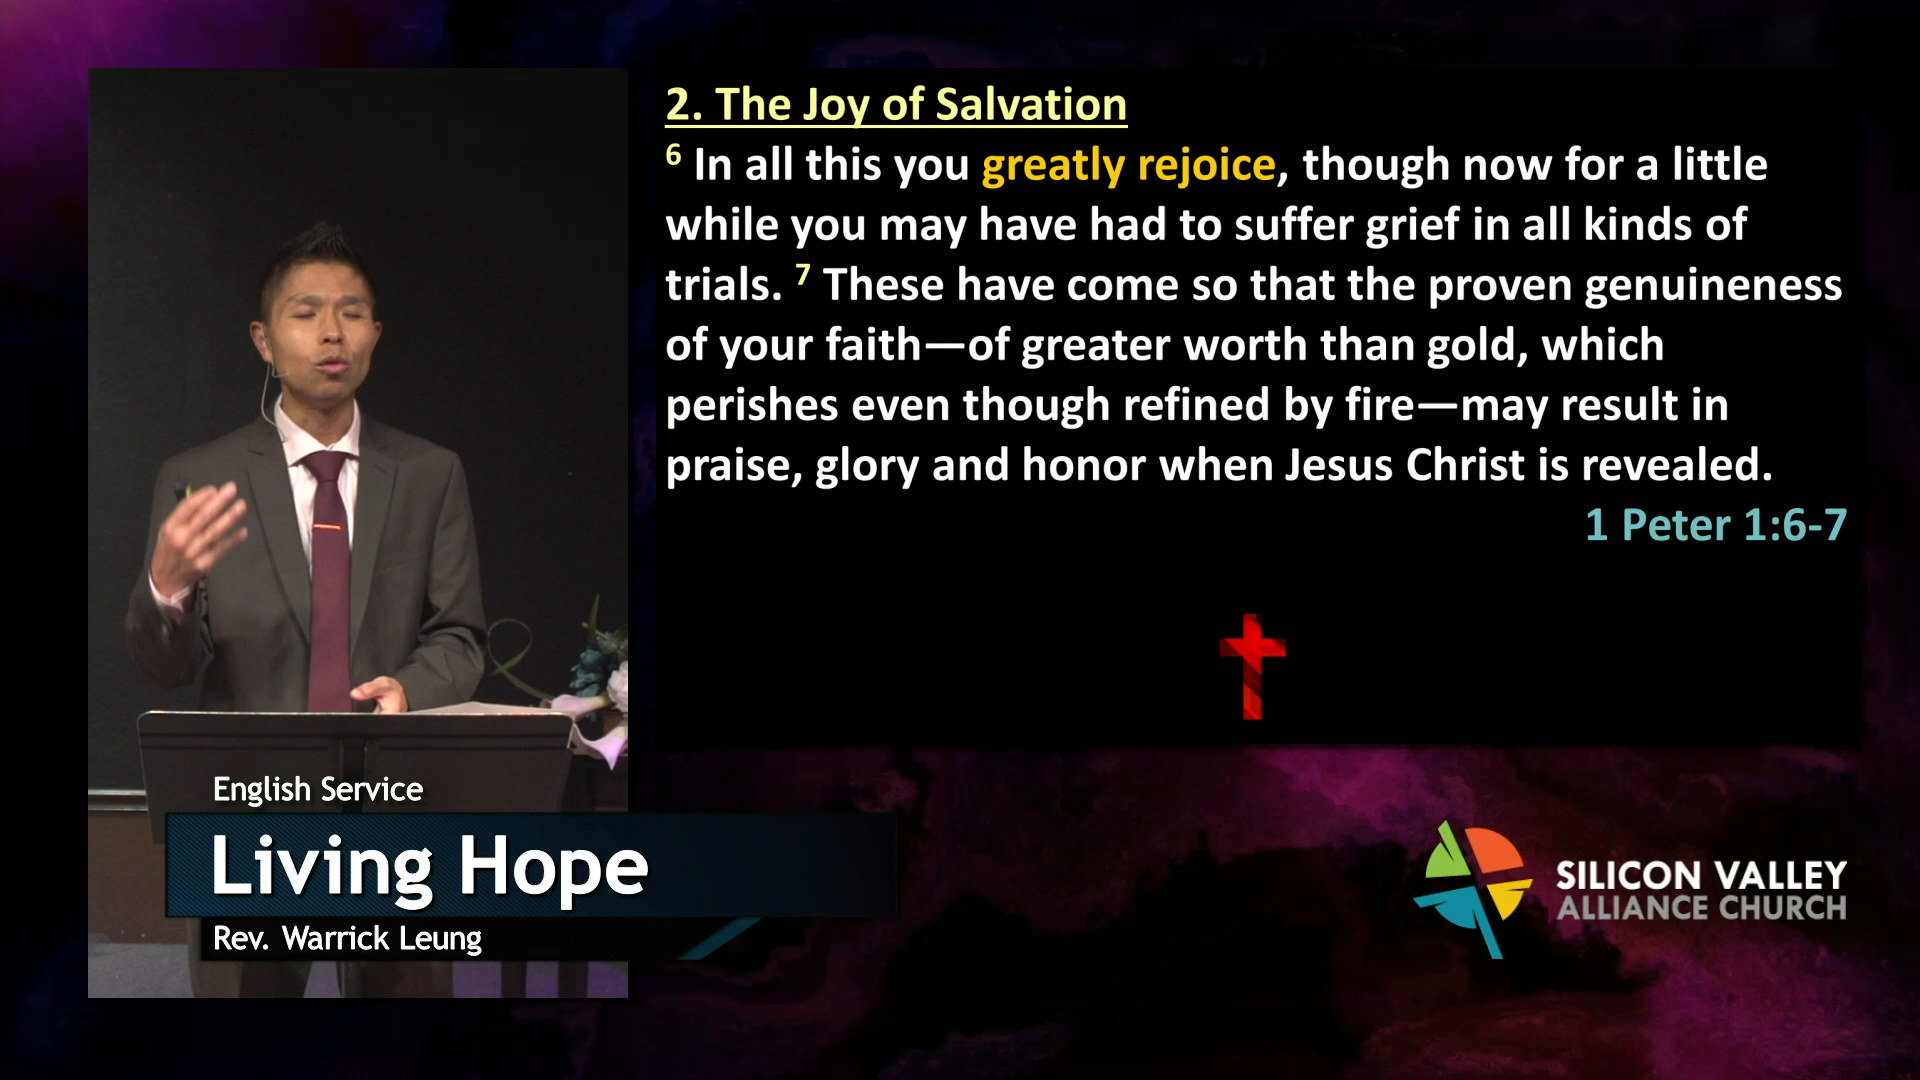 2. The Joy of Salvation
6 In all this you greatly rejoice, though now for a little
while you may have had to suffer grief in all kinds of
trials. 7 These have come so that the proven genuineness
of your faith—of greater worth than gold, which
perishes even though refined by fire—may result in
praise, glory and honor when Jesus Christ is revealed.
1 Peter 1:6-7
English Service
Living Hope
Rev. Warrick Leung
SILICON VALLEY
ALLIANCE CHURCH